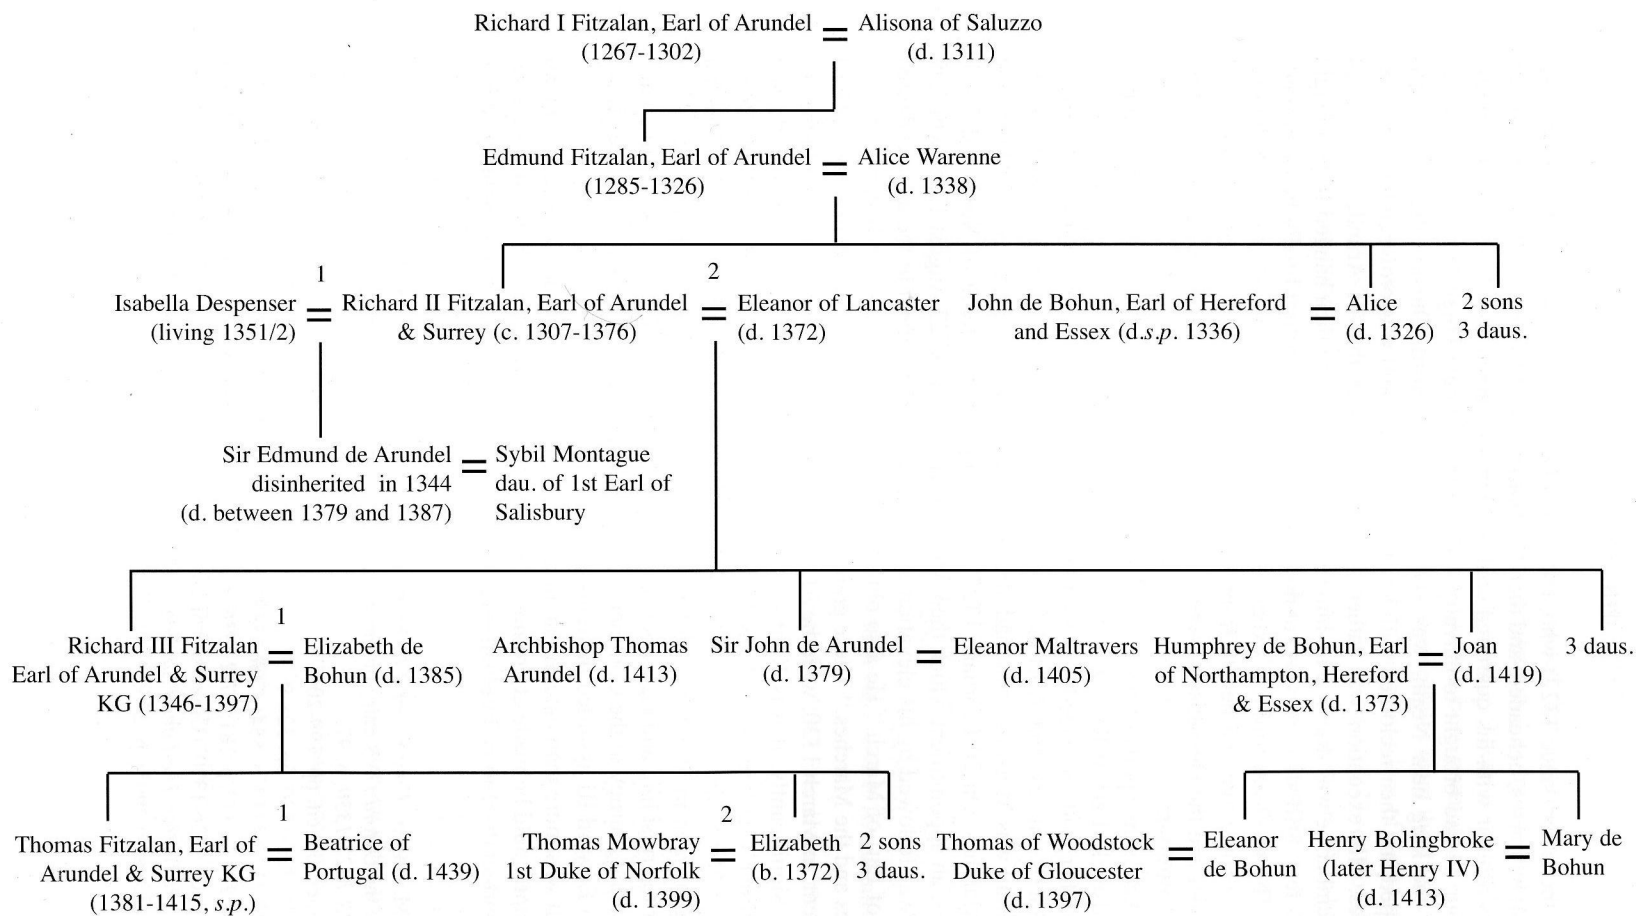 Richard I Fitzalan, Earl of Arundel = Alisona of Saluzzo
(1267-1302) (d. 1311)
Edmund Fitzalan, Earl of Arundel = Alice Warenne
(1285-1326) (d. 1338)
1
2
Isabella Despenser = Richard II Fitzalan, Earl of Arundel = Eleanor of Lancaster
(living 1351/2) & Surrey (c. 1307-1376) (d. 1372)
John de Bohun, Earl of Hereford = Alice
and Essex (d.s.p. 1336) (d. 1326)
2 sons
3 daus.
Sir Edmund de Arundel = Sybil Montague
disinherited in 1344 dau. of 1st Earl of
(d. between 1379 and 1387) Salisbury
1
Richard III Fitzalan = Elizabeth de
Earl of Arundel & Surrey Bohun (d. 1385)
KG (1346-1397)
Archbishop Thomas
Arundel (d. 1413)
Sir John de Arundel = Eleanor Maltravers
(d. 1379) (d. 1405)
Humphrey de Bohun, Earl = Joan
of Northampton, Hereford (d. 1419)
& Essex (d. 1373)
3 daus.
1
Thomas Fitzalan, Earl of = Beatrice of
Arundel & Surrey KG Portugal (d. 1439)
(1381-1415, s.p.)
2
Thomas Mowbray = Elizabeth
1st Duke of Norfolk (b. 1372)
(d. 1399)
2 sons
3 daus.
Thomas of Woodstock = Eleanor
Duke of Gloucester de Bohun
(d. 1397)
Henry Bolingbroke = Mary de
(later Henry IV) Bohun
(d. 1413)